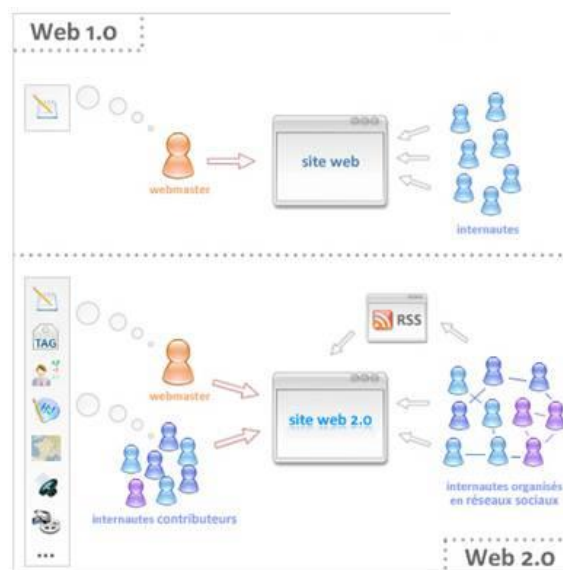 Web 1.0
site web
webmaster
internautes
TAG
RSS
webmaster
site web 2.0
internautes contributeurs
internautes organisés
en réseaux sociaux
...
Web 2.0